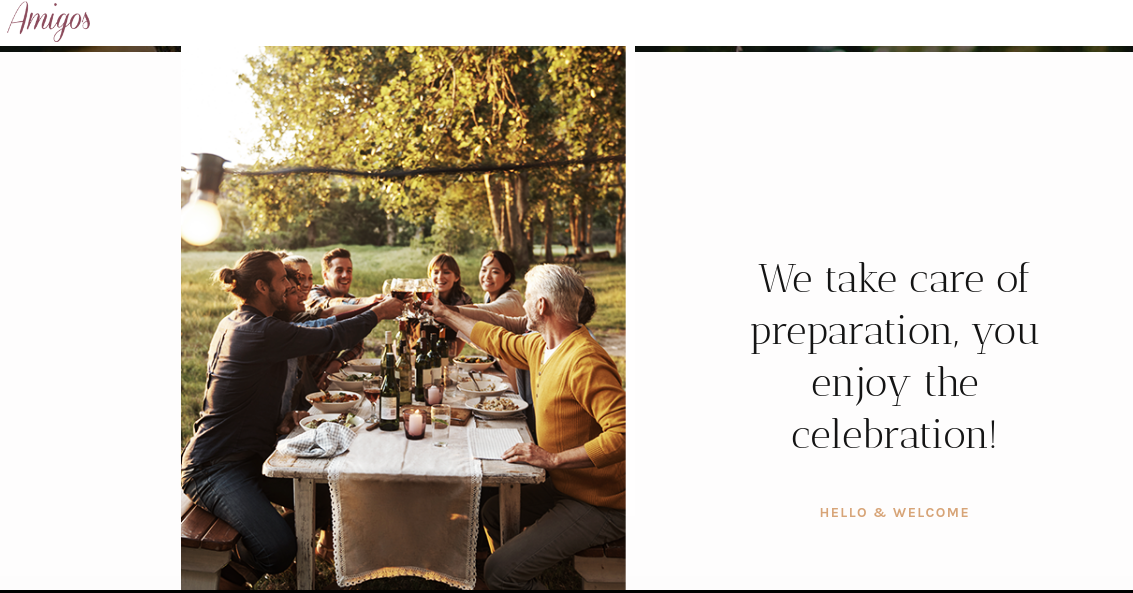 Amigos
We take care of
preparation, you
enjoy the
celebration!
HELLO & WELCOME